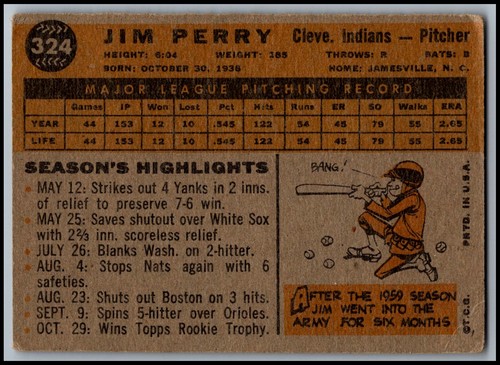 324
JIM PERRY Cleve. Indians — Pitcher
HEIGHT: 6:04 WEIGHT: 185 THROWS: R BATS: B
BORN: OCTOBER 30, 1936 HOME: JAMESVILLE, N. C.
MAJOR LEAGUE PITCHING RECORD
Games IP Won Lost Pct Hits Runs ER SO Walks ERA
YEAR 44 153 12 10 .545 122 54 45 79 55 2.65
LIFE 44 153 12 10 .545 122 54 45 79 55 2.65
SEASON'S HIGHLIGHTS
MAY 12: Strikes out 4 Yanks in 2 inns.
of relief to preserve 7-6 win.
MAY 25: Saves shutout over White Sox
with 2⅔ inn. scoreless relief.
JULY 26: Blanks Wash. on 2-hitter.
AUG. 4: Stops Nats again with 6
safeties.
AUG. 23: Shuts out Boston on 3 hits.
SEPT. 9: Spins 5-hitter over Orioles.
OCT. 29: Wins Topps Rookie Trophy.
BANG!
AFTER THE 1959 SEASON
JIM WENT INTO THE
ARMY FOR SIX MONTHS
©T.C.G. PRTD. IN U.S.A.